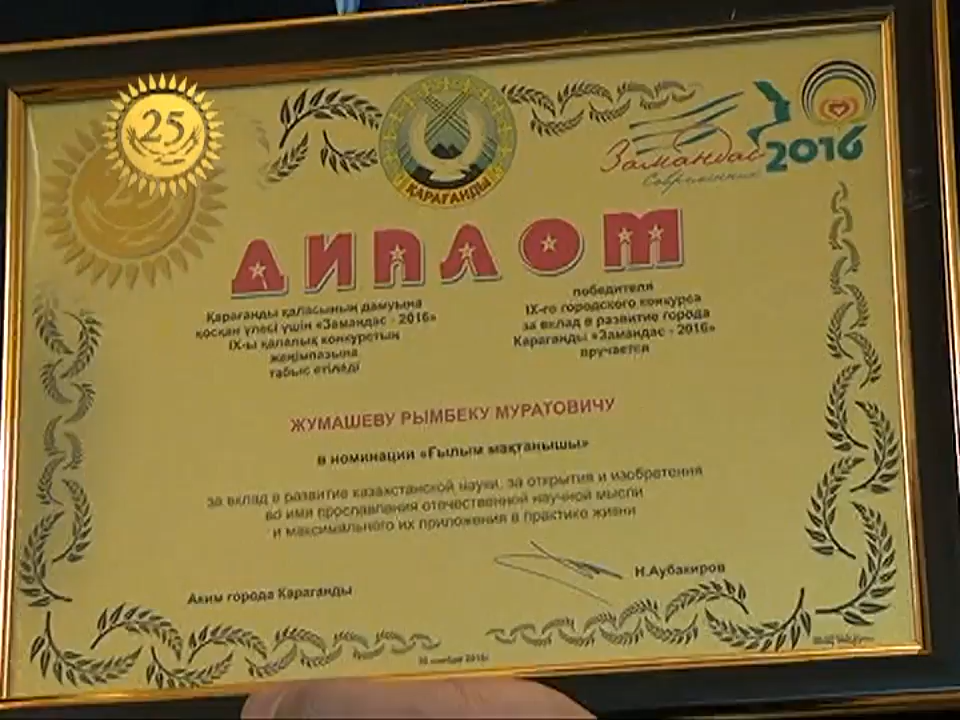 25
ҚАРАҒАНДЫ
Замандас
Современник
2016
ДИПЛОМ
Қарағанды қаласының дамуына
қосқан үлесі үшін «Замандас - 2016»
IX-ы қалалық конкурстың
жеңімпазына
табыс етіледі
победителя
IX-го городского конкурса
за вклад в развитие города
Караганды «Замандас - 2016»
вручается
ЖУМАШЕВУ РЫМБЕКУ МУРАТОВИЧУ
в номинации «Ғылым мақтанышы»
за вклад в развитие казахстанской науки, за открытия и изобретения
во имя прославления отечественной научной мысли
и максимального их приложения в практике жизни
Аким города Караганды
Н.Аубакиров
2016г.